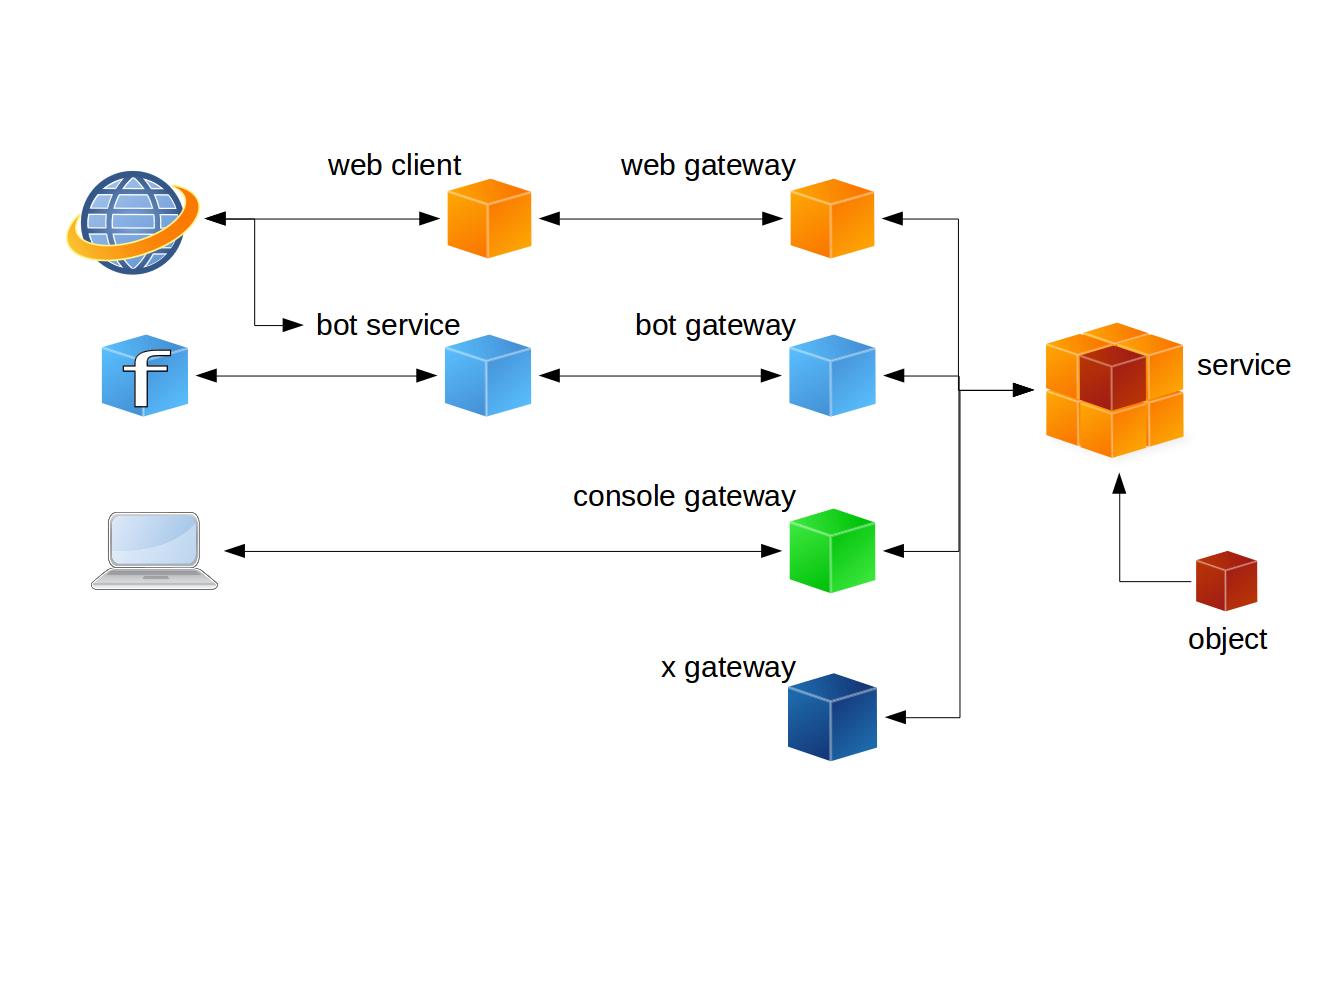 web client
web gateway
bot service
bot gateway
f
service
console gateway
object
x gateway